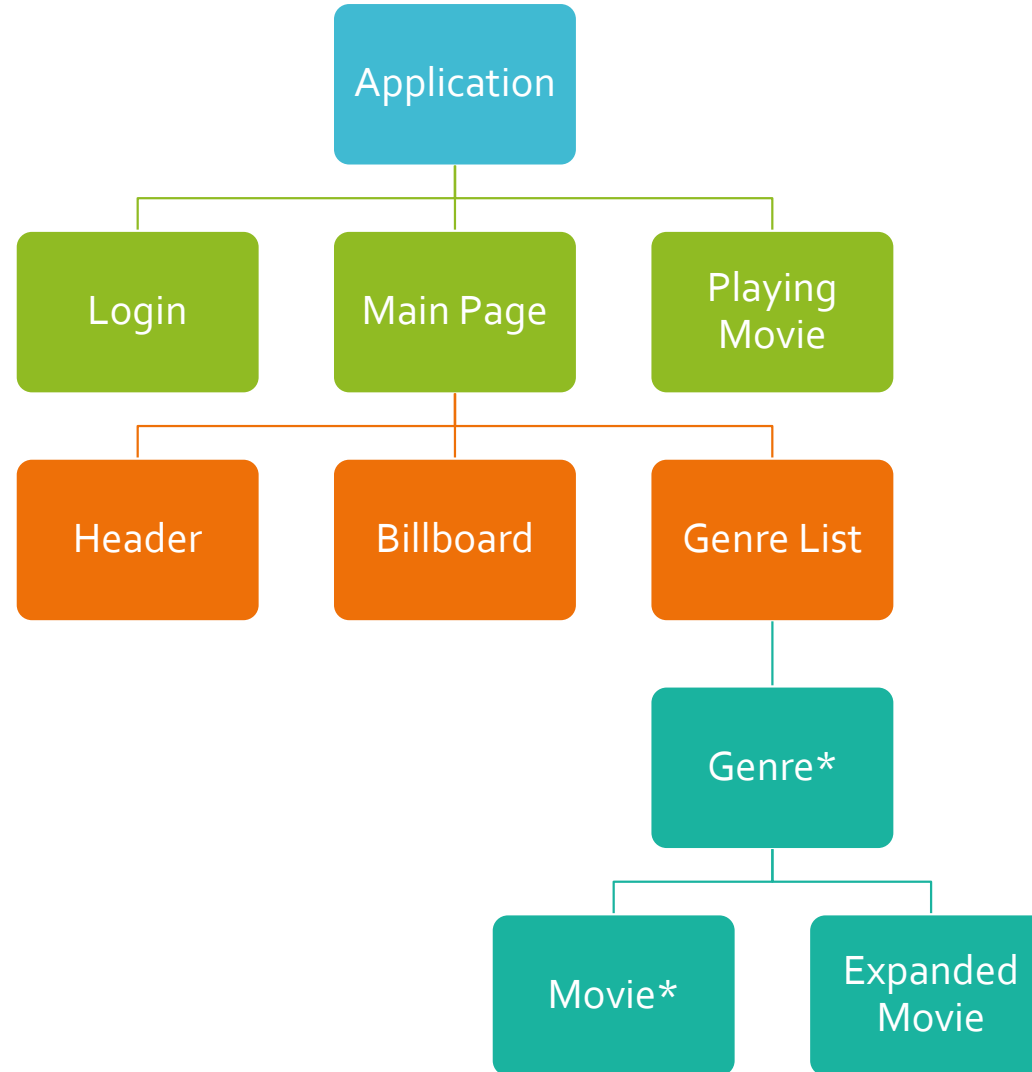 Application
Login
Main Page
Playing
Movie
Header
Billboard
Genre List
Genre*
Movie*
Expanded
Movie